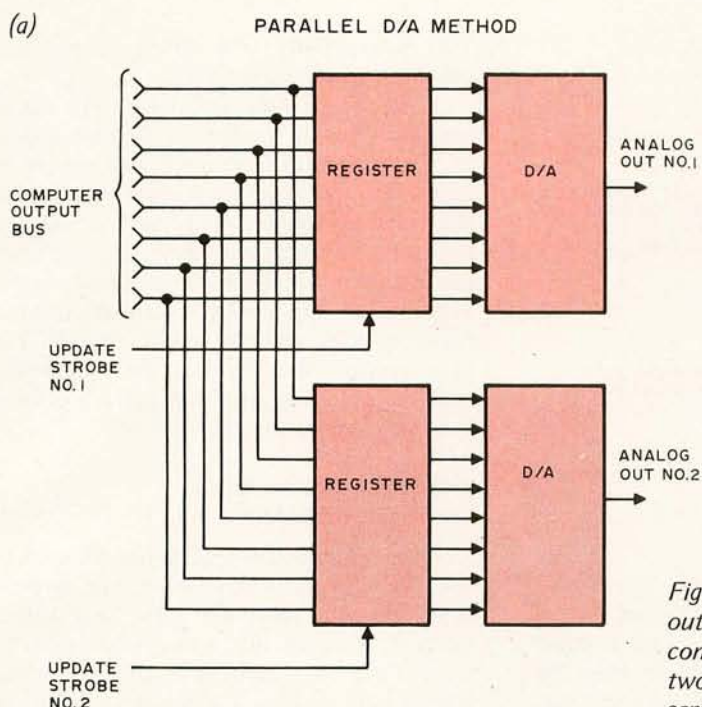 (a)
PARALLEL D/A METHOD
COMPUTER
OUTPUT
BUS
REGISTER
D/A
ANALOG
OUT NO.1
UPDATE
STROBE
NO.1
REGISTER
D/A
ANALOG
OUT NO.2
UPDATE
STROBE
NO.2
Fig
out
con
two